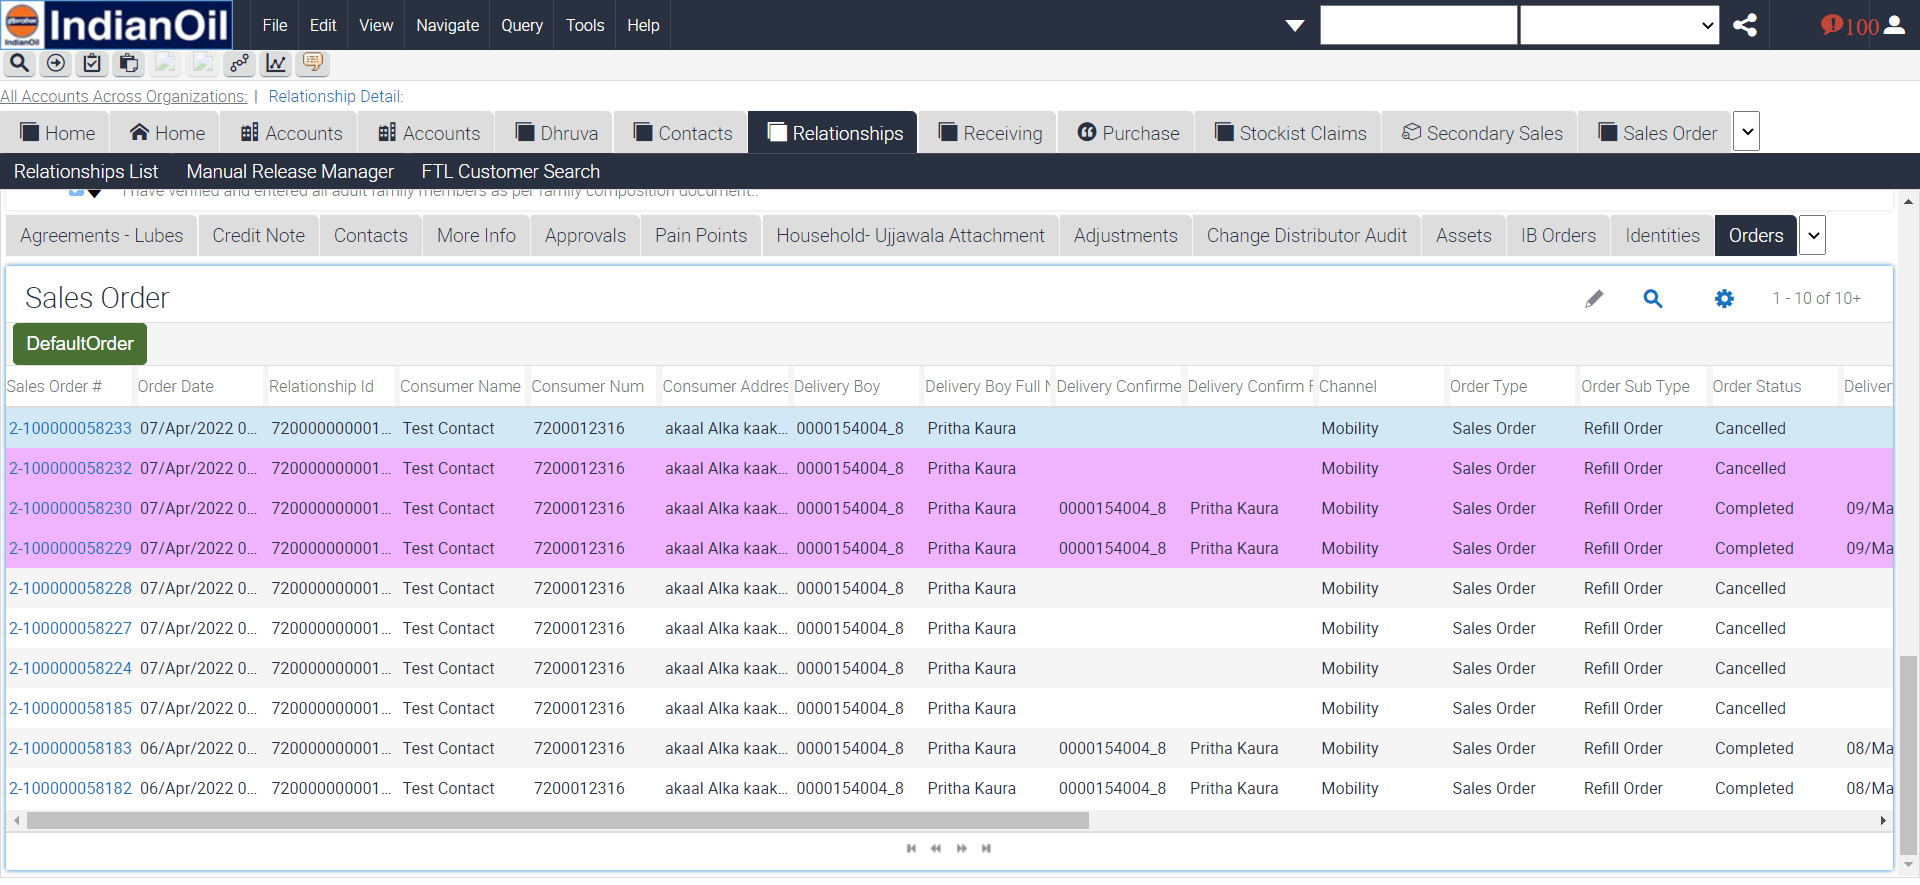 IndianOil IndianOil File Edit View Navigate Query Tools Help 100
All Accounts Across Organizations: | Relationship Detail:
Home Home Accounts Accounts Dhruva Contacts Relationships Receiving Purchase Stockist Claims Secondary Sales Sales Order
Relationships List Manual Release Manager FTL Customer Search
I have verified and entered all adult family members as per family composition document..
Agreements - Lubes Credit Note Contacts More Info Approvals Pain Points Household- Ujjawala Attachment Adjustments Change Distributor Audit Assets IB Orders Identities Orders
Sales Order 1 - 10 of 10+
DefaultOrder
Sales Order # Order Date Relationship Id Consumer Name Consumer Num Consumer Addres Delivery Boy Delivery Boy Full N Delivery Confirme Delivery Confirm F Channel Order Type Order Sub Type Order Status Deliver
2-100000058233 07/Apr/2022 0... 720000000001... Test Contact 7200012316 akaal Alka kaak... 0000154004_8 Pritha Kaura Mobility Sales Order Refill Order Cancelled
2-100000058232 07/Apr/2022 0... 720000000001... Test Contact 7200012316 akaal Alka kaak... 0000154004_8 Pritha Kaura Mobility Sales Order Refill Order Cancelled
2-100000058230 07/Apr/2022 0... 720000000001... Test Contact 7200012316 akaal Alka kaak... 0000154004_8 Pritha Kaura 0000154004_8 Pritha Kaura Mobility Sales Order Refill Order Completed 09/Ma
2-100000058229 07/Apr/2022 0... 720000000001... Test Contact 7200012316 akaal Alka kaak... 0000154004_8 Pritha Kaura 0000154004_8 Pritha Kaura Mobility Sales Order Refill Order Completed 09/Ma
2-100000058228 07/Apr/2022 0... 720000000001... Test Contact 7200012316 akaal Alka kaak... 0000154004_8 Pritha Kaura Mobility Sales Order Refill Order Cancelled
2-100000058227 07/Apr/2022 0... 720000000001... Test Contact 7200012316 akaal Alka kaak... 0000154004_8 Pritha Kaura Mobility Sales Order Refill Order Cancelled
2-100000058224 07/Apr/2022 0... 720000000001... Test Contact 7200012316 akaal Alka kaak... 0000154004_8 Pritha Kaura Mobility Sales Order Refill Order Cancelled
2-100000058185 07/Apr/2022 0... 720000000001... Test Contact 7200012316 akaal Alka kaak... 0000154004_8 Pritha Kaura Mobility Sales Order Refill Order Cancelled
2-100000058183 06/Apr/2022 0... 720000000001... Test Contact 7200012316 akaal Alka kaak... 0000154004_8 Pritha Kaura 0000154004_8 Pritha Kaura Mobility Sales Order Refill Order Completed 08/Ma
2-100000058182 06/Apr/2022 0... 720000000001... Test Contact 7200012316 akaal Alka kaak... 0000154004_8 Pritha Kaura 0000154004_8 Pritha Kaura Mobility Sales Order Refill Order Completed 08/Ma